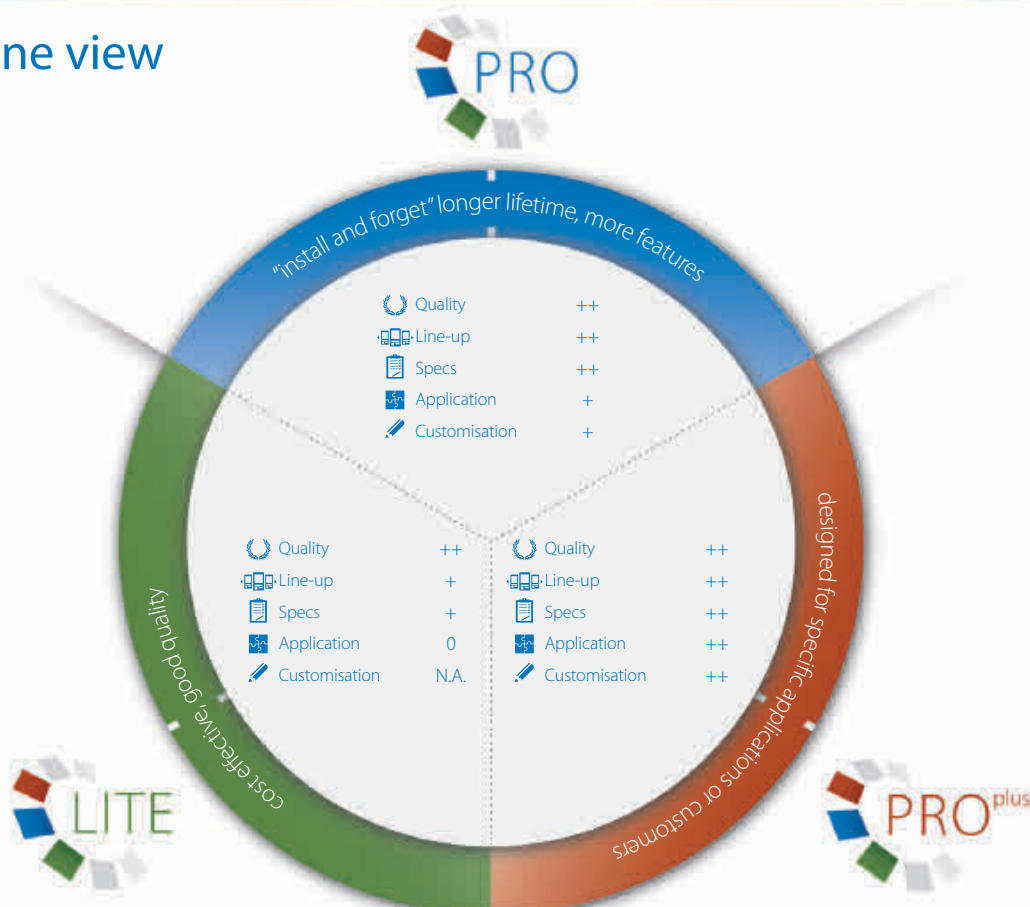 ne view
PRO
"install and forget" longer lifetime, more features
Quality ++
Line-up ++
Specs ++
Application +
Customisation +
Quality ++
Line-up +
Specs +
Application 0
Customisation N.A.
Quality ++
Line-up ++
Specs ++
Application ++
Customisation ++
cost effective, good quality
designed for specific applications or customers
LITE
PRO plus